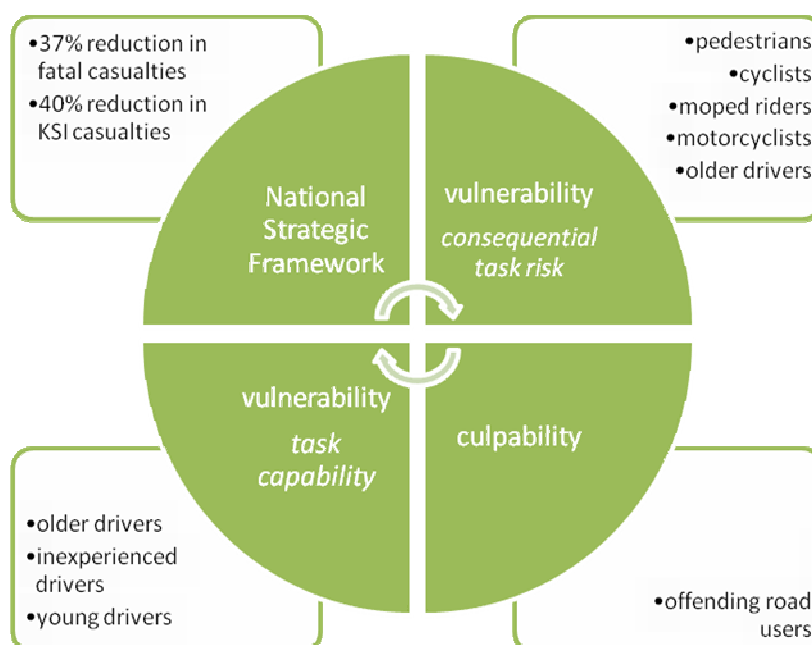 •37% reduction in
fatal casualties
•40% reduction in
KSI casualties
•pedestrians
•cyclists
•moped riders
•motorcyclists
•older drivers
National
Strategic
Framework
vulnerability
consequential
task risk
vulnerability
task
capability
culpability
•older drivers
•inexperienced
drivers
•young drivers
•offending road
users